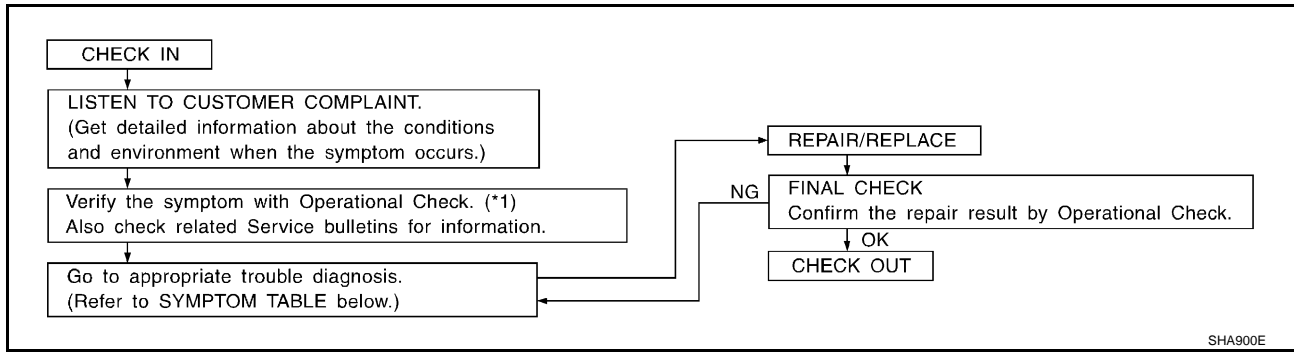 CHECK IN
LISTEN TO CUSTOMER COMPLAINT.
(Get detailed information about the conditions
and environment when the symptom occurs.)
Verify the symptom with Operational Check. (*1)
Also check related Service bulletins for information.
Go to appropriate trouble diagnosis.
(Refer to SYMPTOM TABLE below.)
REPAIR/REPLACE
NG
FINAL CHECK
Confirm the repair result by Operational Check.
OK
CHECK OUT
SHA900E